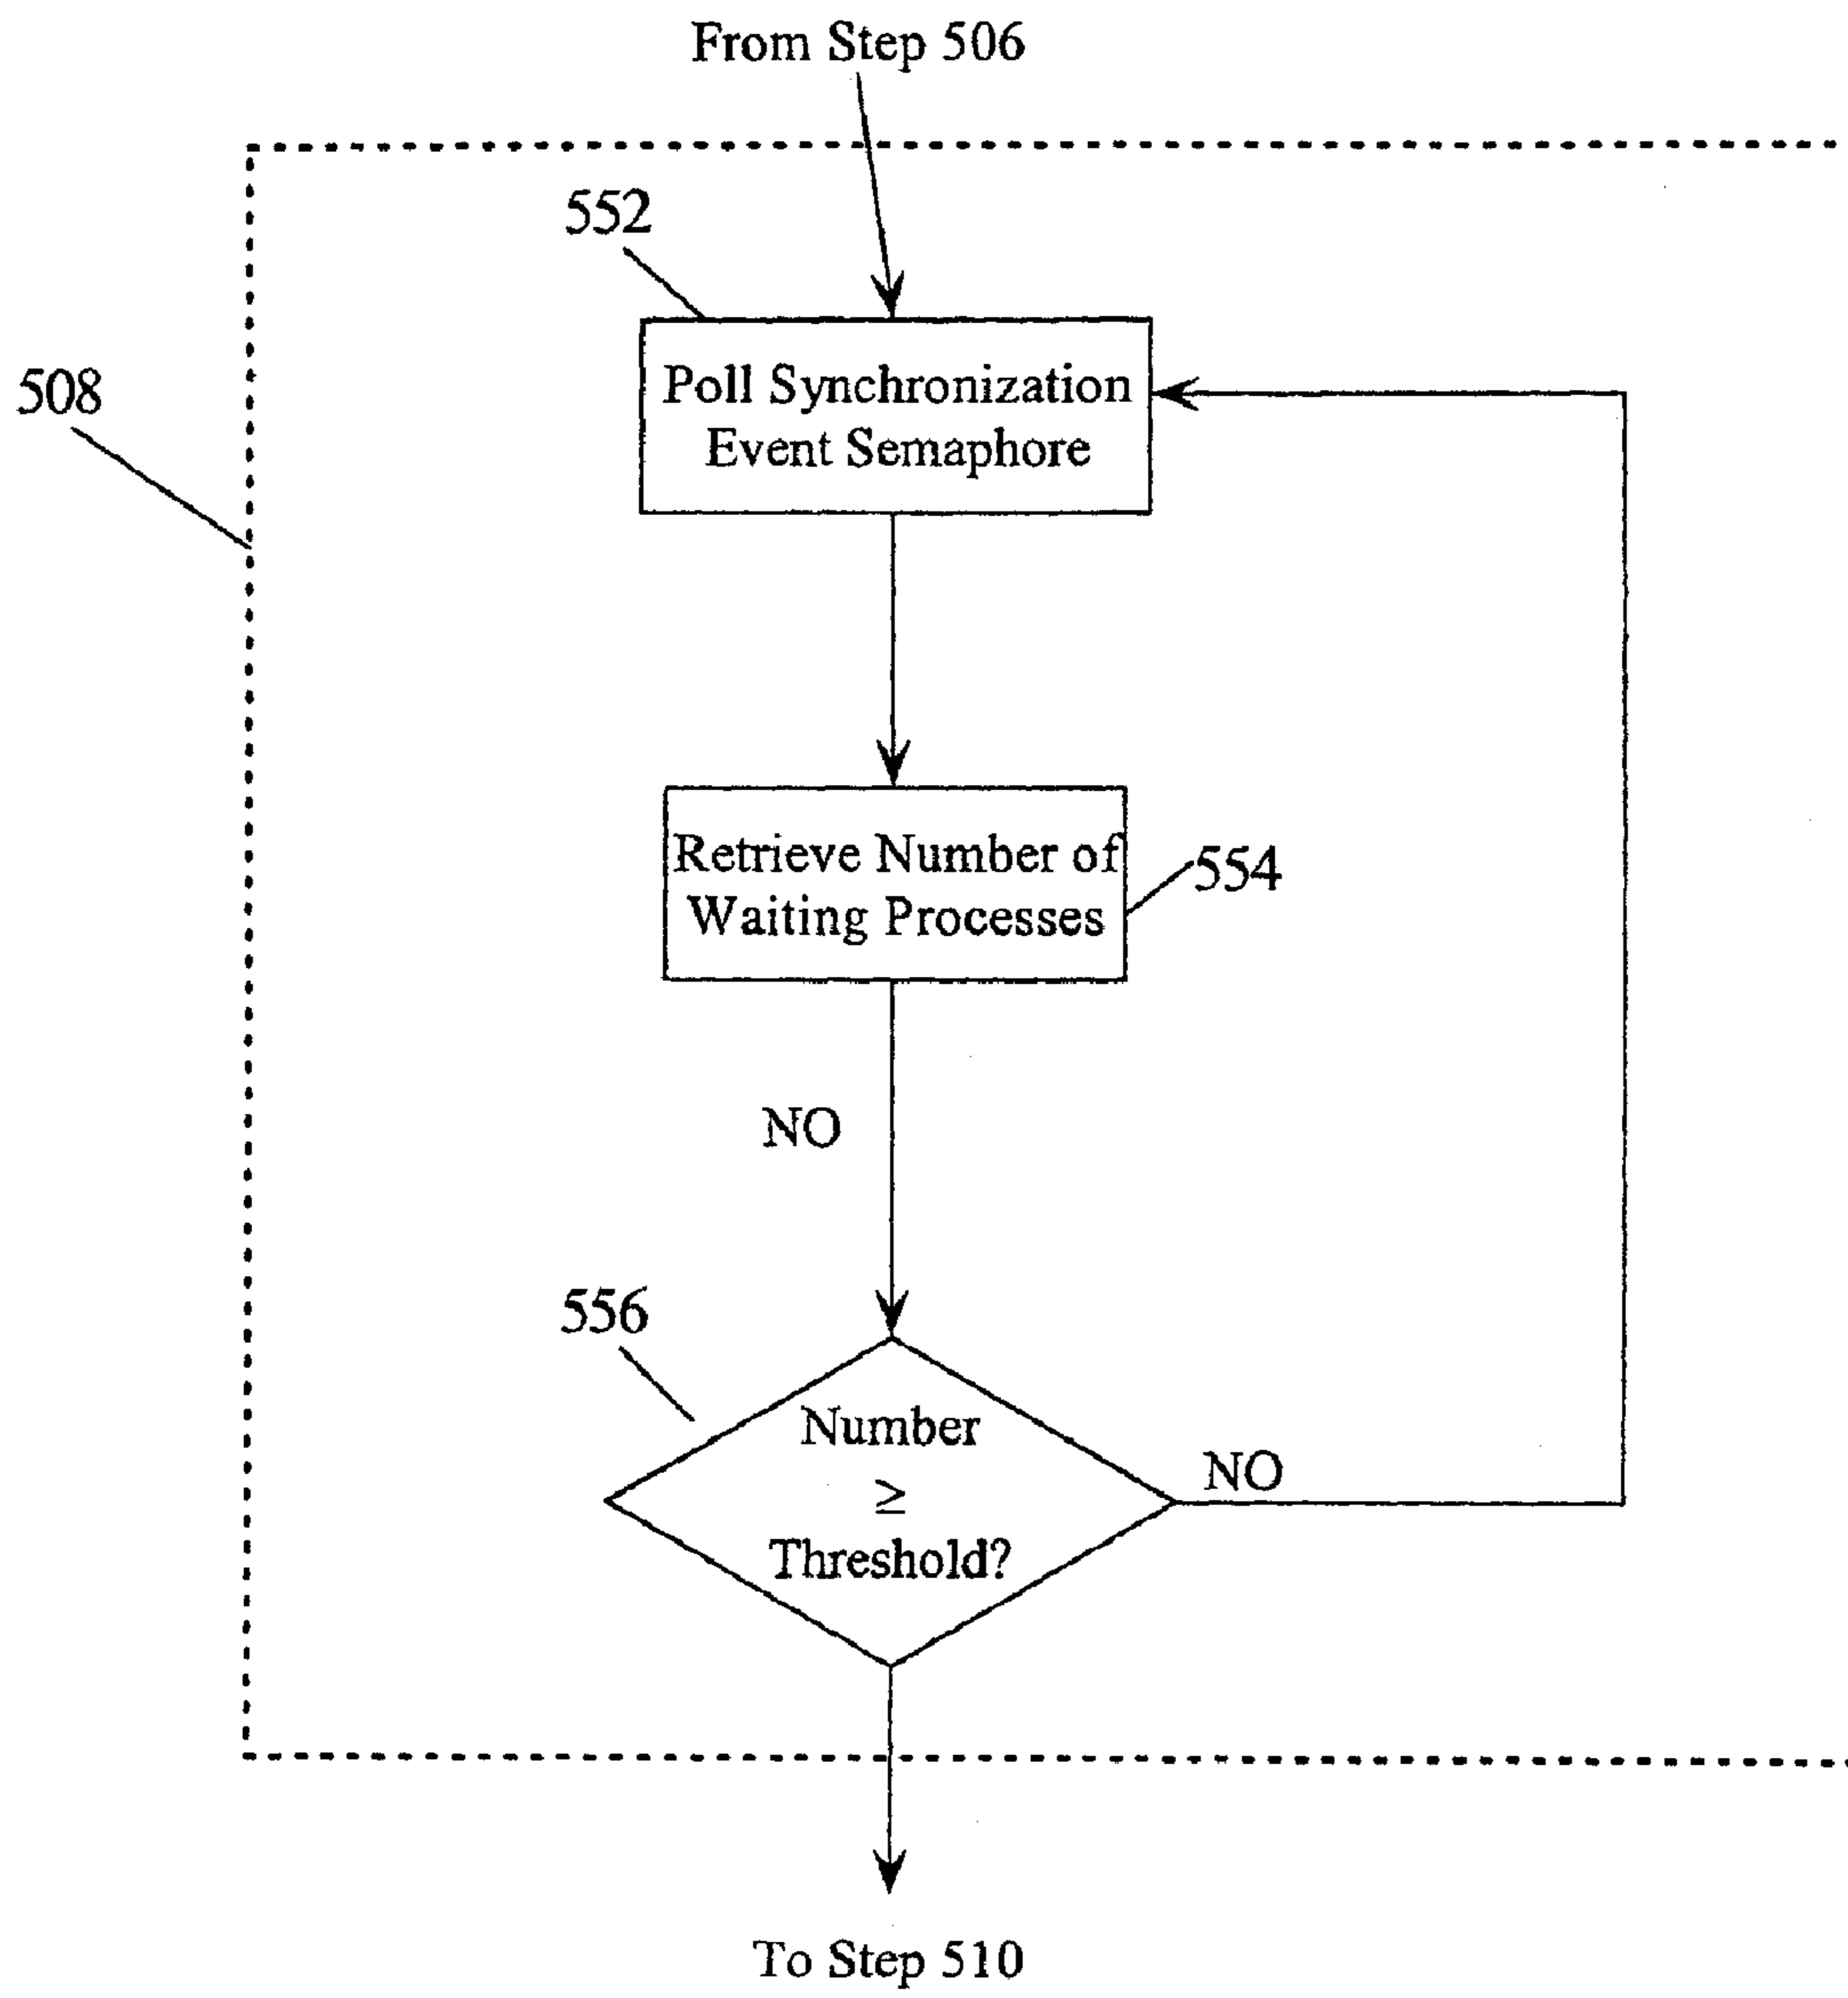 From Step 506
552
508
Poll Synchronization
Event Semaphore
Retrieve Number of
Waiting Processes
554
NO
556
Number
≥
Threshold?
NO
To Step 510